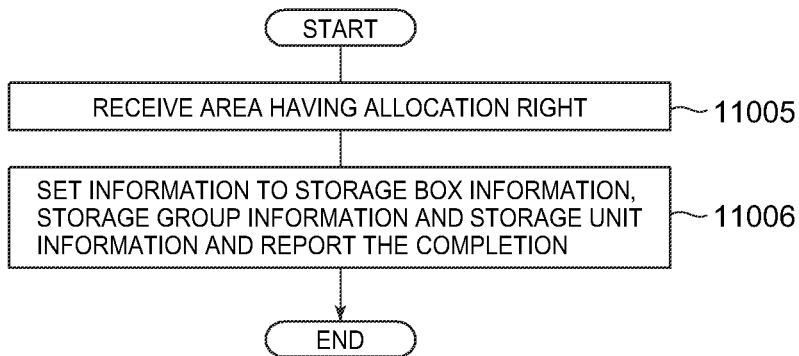 START
RECEIVE AREA HAVING ALLOCATION RIGHT
11005
SET INFORMATION TO STORAGE BOX INFORMATION,
STORAGE GROUP INFORMATION AND STORAGE UNIT
INFORMATION AND REPORT THE COMPLETION
11006
END